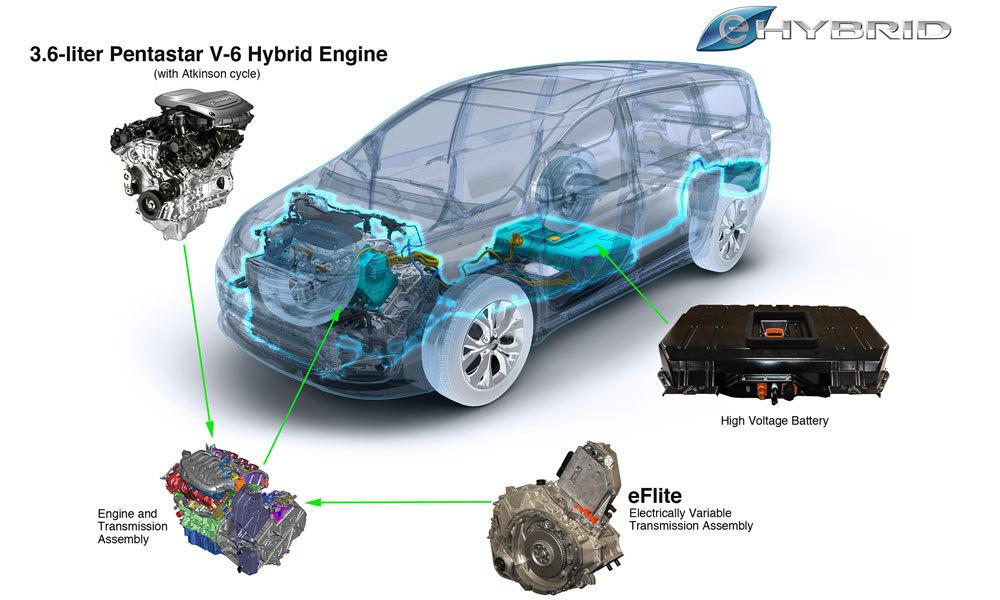 eHYBRID
3.6-liter Pentastar V-6 Hybrid Engine
(with Atkinson cycle)
High Voltage Battery
eFlite
Electrically Variable
Transmission Assembly
Engine and
Transmission
Assembly